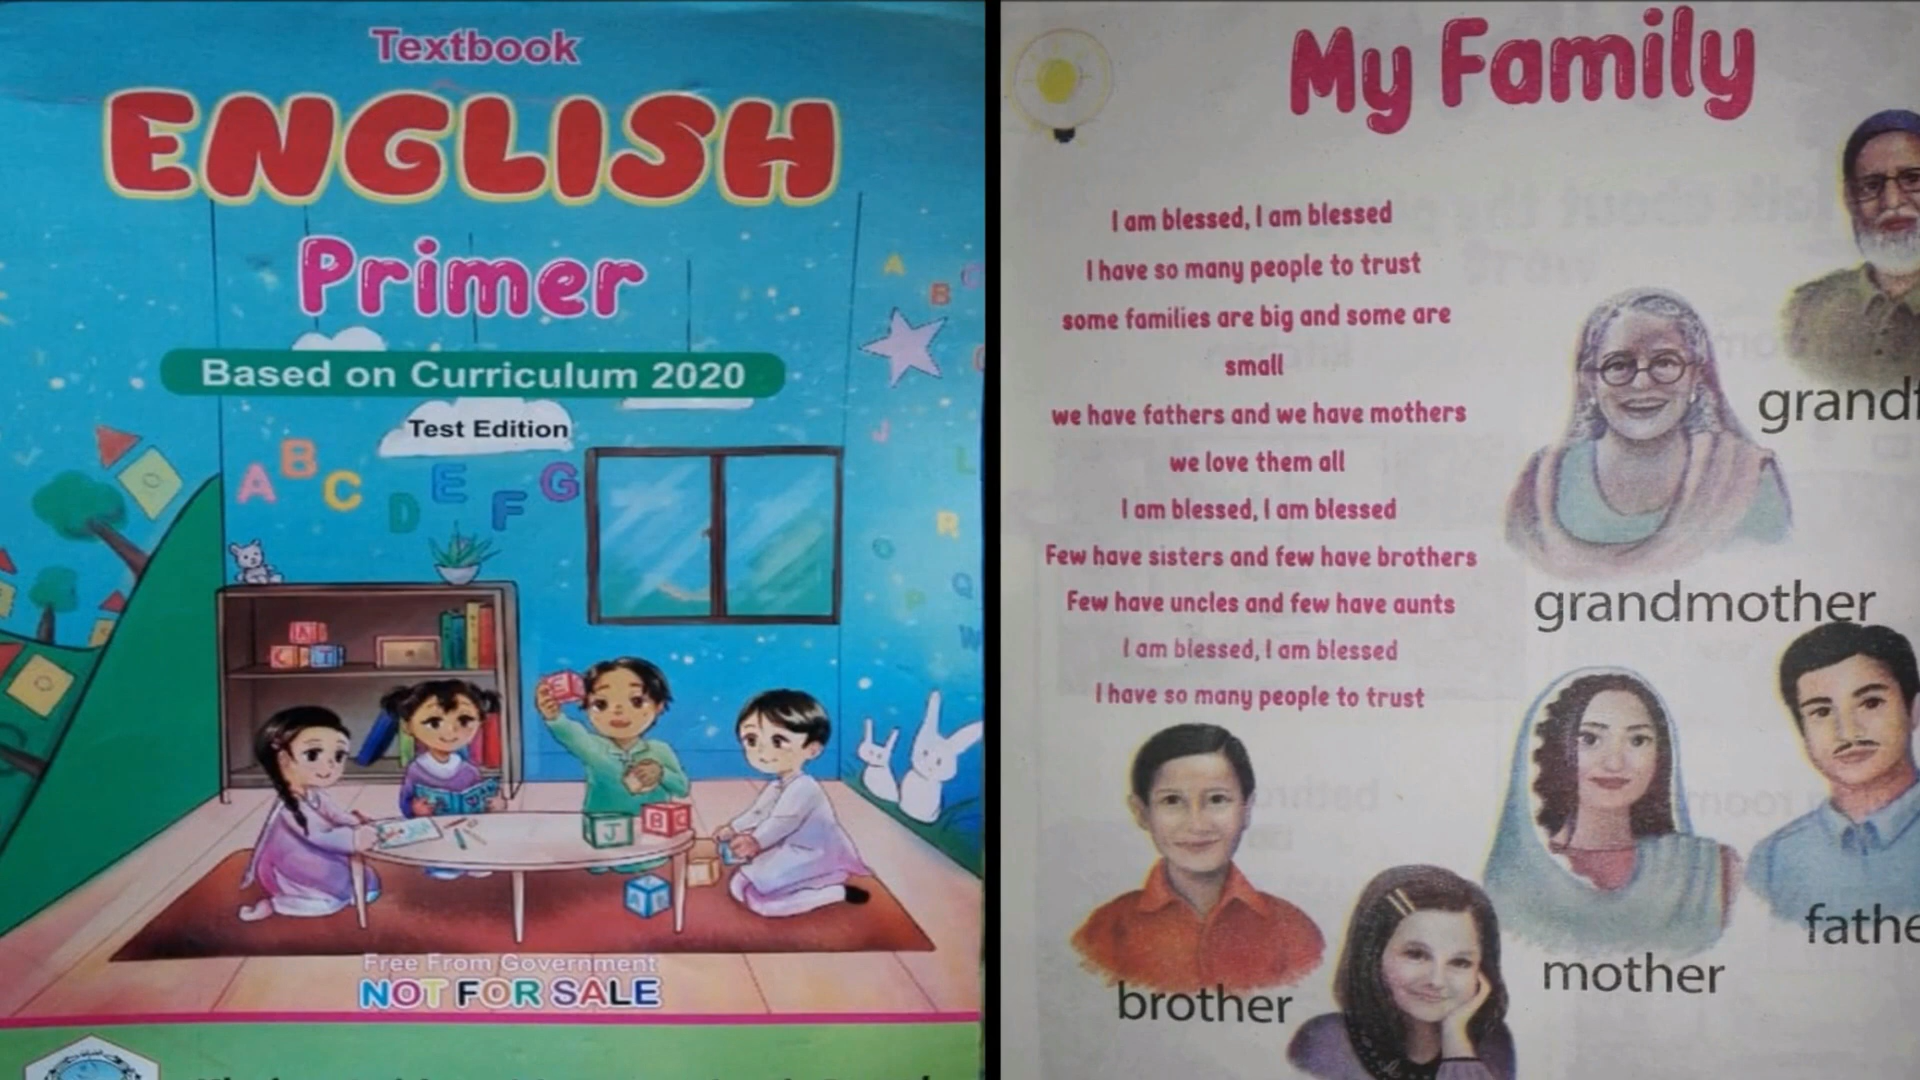 Textbook
ENGLISH
Primer
Based on Curriculum 2020
Test Edition
A B C D E F G
Free From Government
NOT FOR SALE
My Family
I am blessed, I am blessed
I have so many people to trust
some families are big and some are
small
we have fathers and we have mothers
we love them all
I am blessed, I am blessed
Few have sisters and few have brothers
Few have uncles and few have aunts
I am blessed, I am blessed
I have so many people to trust
grandf
grandmother
fathe
mother
brother